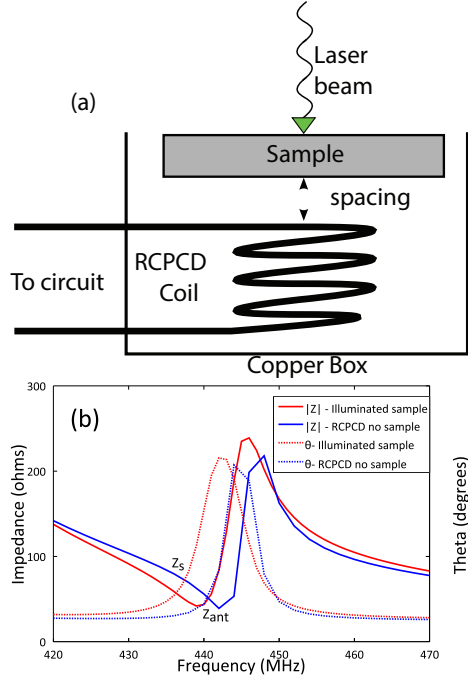 (a)
Laser
beam
Sample
spacing
To circuit
RCPCD
Coil
Copper Box
(b)
|Z| - Illuminated sample
|Z| - RCPCD no sample
θ- Illuminated sample
θ- RCPCD no sample
Impedance (ohms)
Theta (degrees)
300
200
100
0
Zs
Zant
420 430 440 450 460 470
Frequency (MHz)